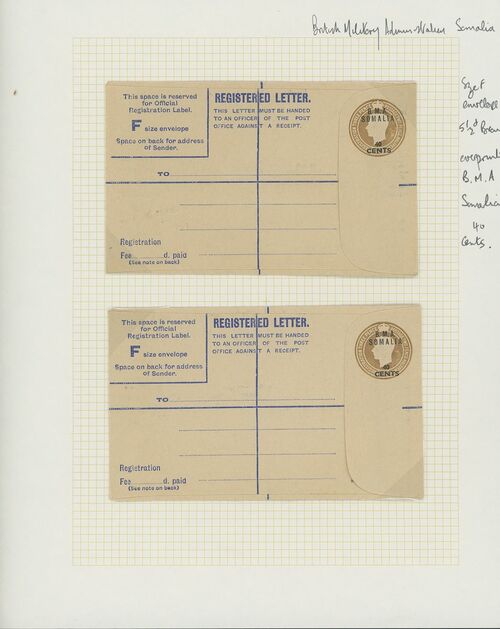 British Military Admin Somalia
Size F
envelope
5½d
overprint
B.M.A
Somalia
40
Cents.
This space is reserved
for Official
Registration Label.
F size envelope
Space on back for address
of Sender.
REGISTERED LETTER.
THIS LETTER MUST BE HANDED
TO AN OFFICER OF THE POST
OFFICE AGAINST A RECEIPT.
B.M.A.
SOMALIA
40
CENTS
TO
Registration
Fee d. paid
(See note on back)
This space is reserved
for Official
Registration Label.
F size envelope
Space on back for address
of Sender.
REGISTERED LETTER.
THIS LETTER MUST BE HANDED
TO AN OFFICER OF THE POST
OFFICE AGAINST A RECEIPT.
B.M.A.
SOMALIA
40
CENTS
TO
Registration
Fee d. paid
(See note on back)